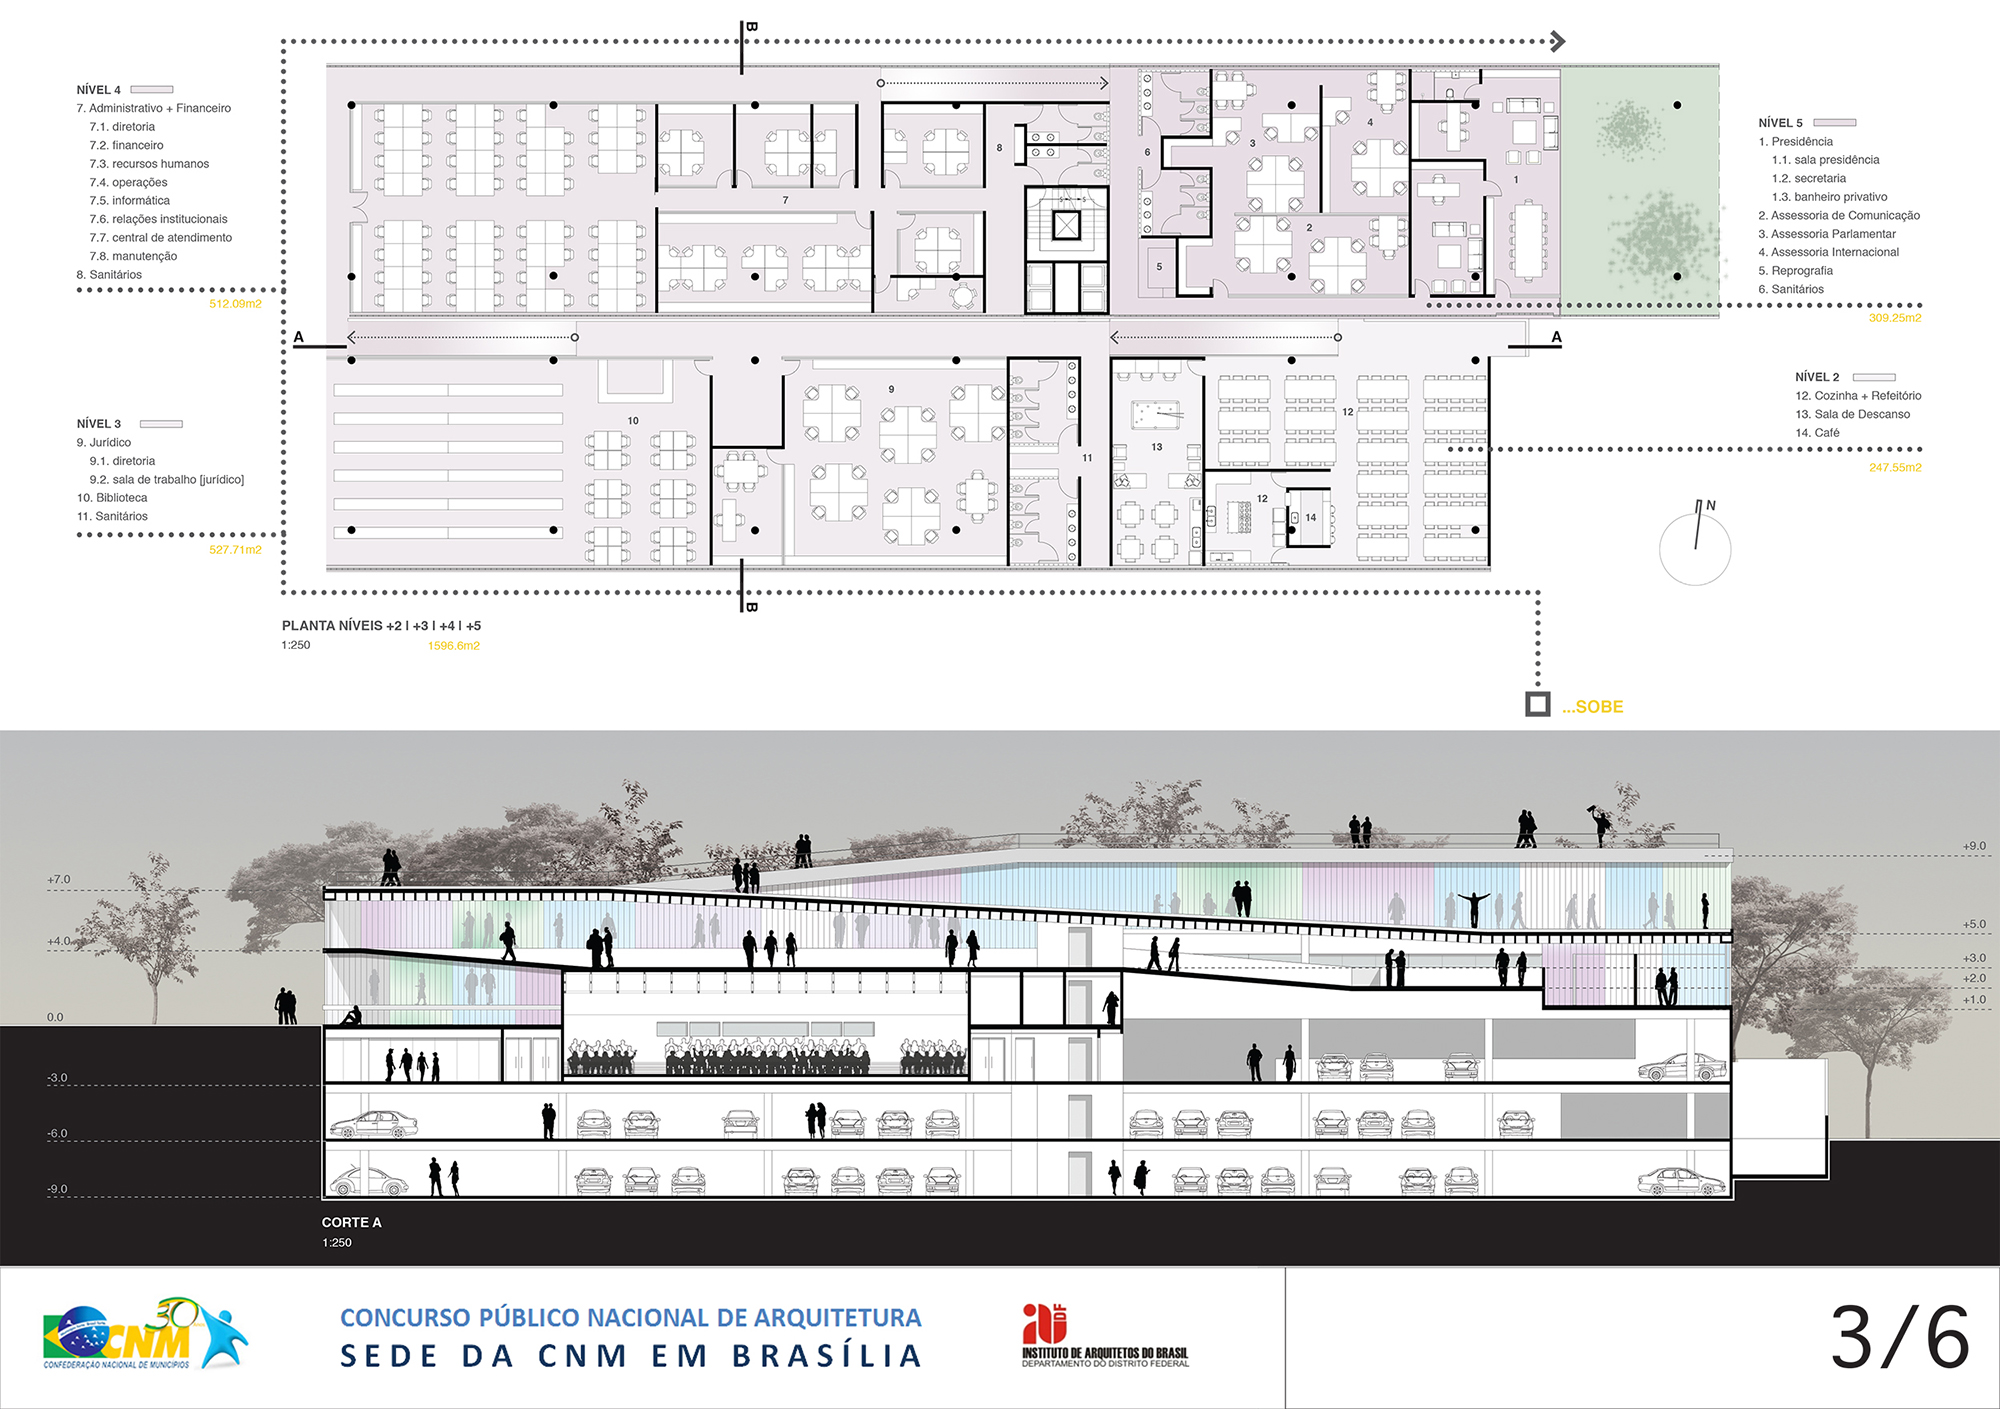 NÍVEL 4
7. Administrativo + Financeiro
7.1. diretoria
7.2. financeiro
7.3. recursos humanos
7.4. operações
7.5. informática
7.6. relações institucionais
7.7. central de atendimento
7.8. manutenção
8. Sanitários
512.09m2
NÍVEL 3
9. Jurídico
9.1. diretoria
9.2. sala de trabalho [jurídico]
10. Biblioteca
11. Sanitários
527.71m2
B
8
6
3
4
1
7
2
5
A
A
9
10
12
13
11
12
14
B
NÍVEL 5
1. Presidência
1.1. sala presidência
1.2. secretaria
1.3. banheiro privativo
2. Assessoria de Comunicação
3. Assessoria Parlamentar
4. Assessoria Internacional
5. Reprografia
6. Sanitários
309.25m2
NÍVEL 2
12. Cozinha + Refeitório
13. Sala de Descanso
14. Café
247.55m2
N
PLANTA NÍVEIS +2 I +3 I +4 I +5
1:250
1596.6m2
...SOBE
+7.0
+4.0
0.0
-3.0
-6.0
-9.0
+9.0
+5.0
+3.0
+2.0
+1.0
CORTE A
1:250
30
CNM
CONFEDERAÇÃO NACIONAL DE MUNICÍPIOS
CONCURSO PÚBLICO NACIONAL DE ARQUITETURA
SEDE DA CNM EM BRASÍLIA
DF
INSTITUTO DE ARQUITETOS DO BRASIL
DEPARTAMENTO DO DISTRITO FEDERAL
3/6